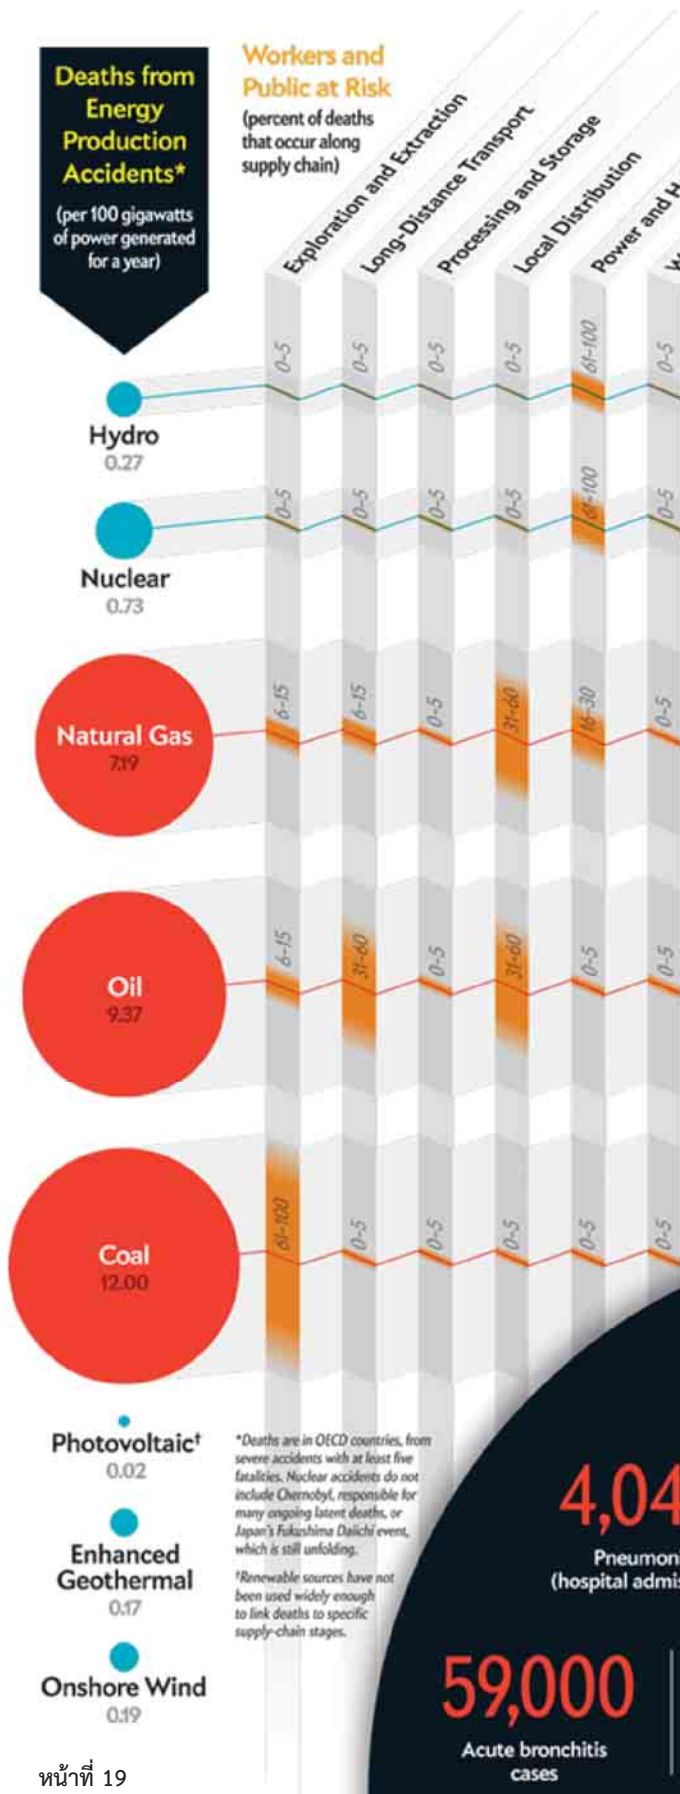 Deaths from
Energy
Production
Accidents*
(per 100 gigawatts
of power generated
for a year)
Workers and
Public at Risk
(percent of deaths
that occur along
supply chain)
Exploration and Extraction
Long-Distance Transport
Processing and Storage
Local Distribution
Power and H
W
0-5
0-5
0-5
0-5
61-100
0-5
Hydro
0.27
0-5
0-5
0-5
0-5
61-100
0-5
Nuclear
0.73
6-15
6-15
0-5
31-60
16-30
0-5
Natural Gas
7.19
6-15
31-60
0-5
31-60
0-5
0-5
Oil
9.37
61-100
0-5
0-5
0-5
0-5
0-5
Coal
12.00
Photovoltaic†
0.02
Enhanced
Geothermal
0.17
Onshore Wind
0.19
*Deaths are in OECD countries, from
severe accidents with at least five
fatalities. Nuclear accidents do not
include Chernobyl, responsible for
many ongoing latent deaths, or
Japan's Fukushima Daiichi event,
which is still unfolding.
†Renewable sources have not
been used widely enough
to link deaths to specific
supply-chain stages.
4,04
Pneumoni
(hospital admis
59,000
Acute bronchitis
cases
หน้าที่ 19